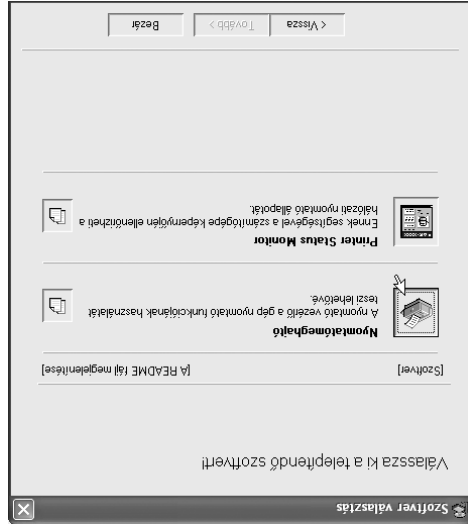 Szoftver választás
Válassza ki a telepítendő szoftvert!
[Szoftver] [A README fájl megjelenítése]
Nyomtatómeghajtó
A nyomtató vezérlő a gép nyomtató funkciójának használatát
teszi lehetővé.
Printer Status Monitor
Ennek segítségével a számítógépe képernyőjén ellenőrizheti a
hálózati nyomtató állapotát.
< Vissza Tovább > Bezár